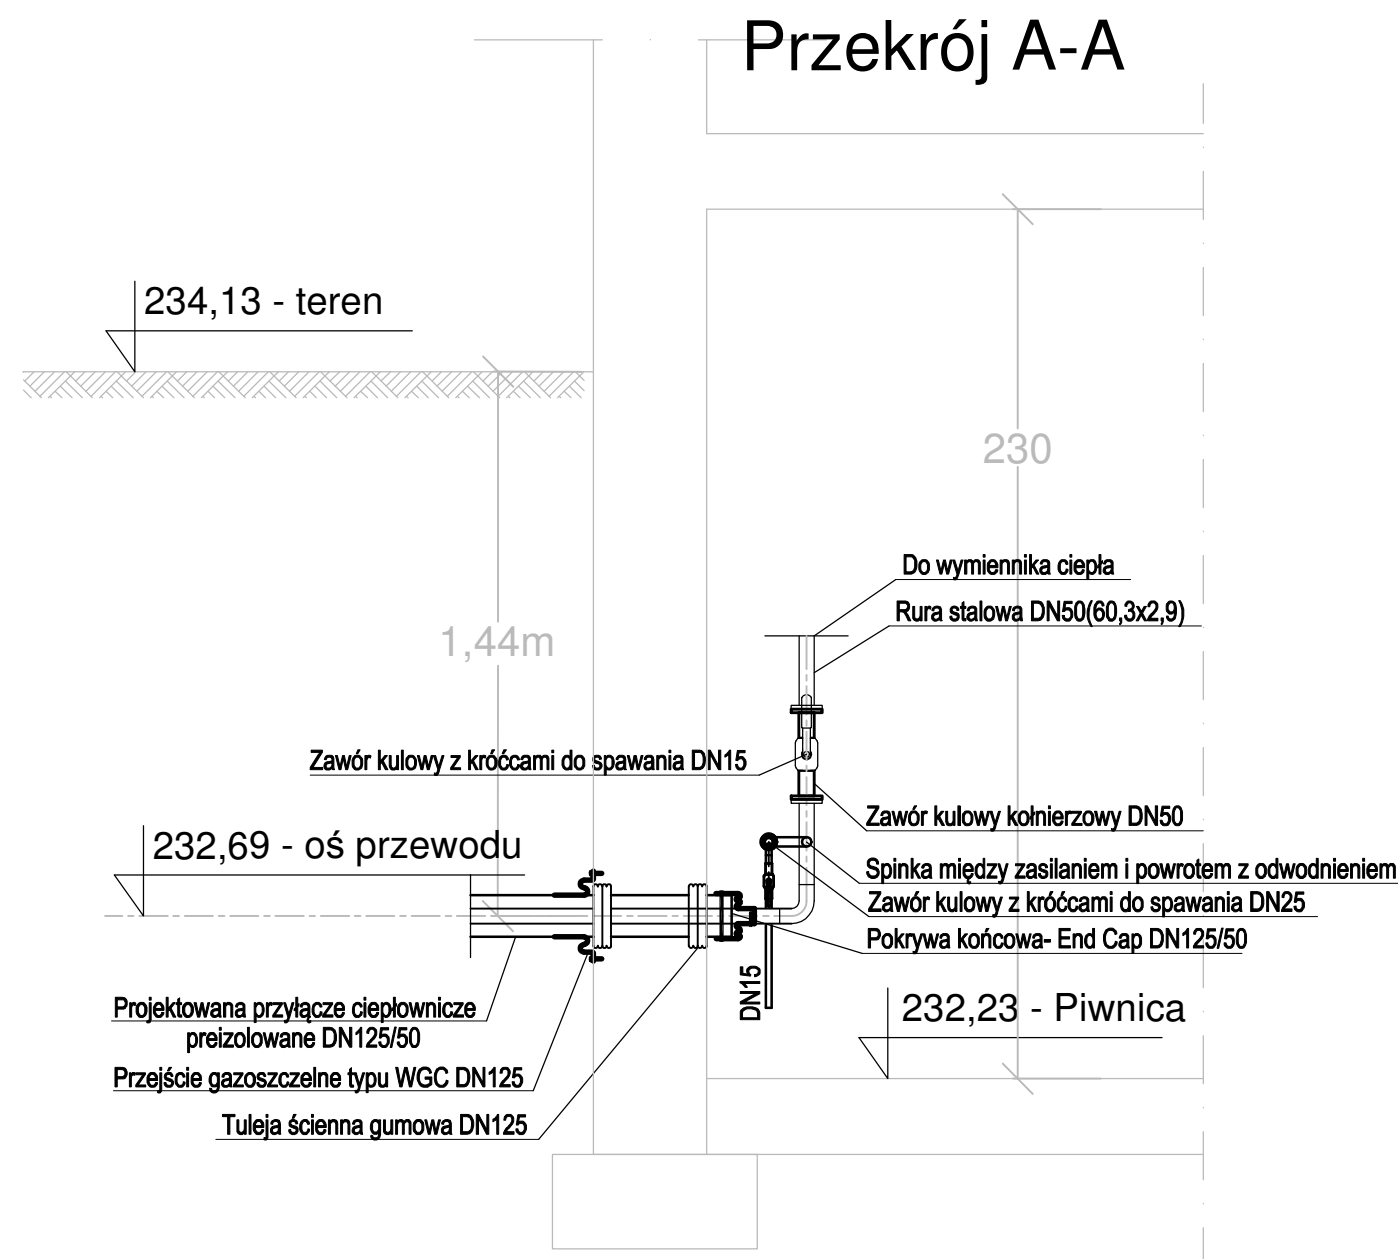 Przekrój A-A
234,13 - teren
230
Do wymiennika ciepła
Rura stalowa DN50(60,3x2,9)
1,44m
Zawór kulowy z króćcami do spawania DN15
Zawór kulowy kołnierzowy DN50
232,69 - oś przewodu
Spinka między zasilaniem i powrotem z odwodnieniem
Zawór kulowy z króćcami do spawania DN25
Pokrywa końcowa- End Cap DN125/50
DN15
232,23 - Piwnica
Projektowana przyłącze ciepłownicze
preizolowane DN125/50
Przejście gazoszczelne typu WGC DN125
Tuleja ścienna gumowa DN125